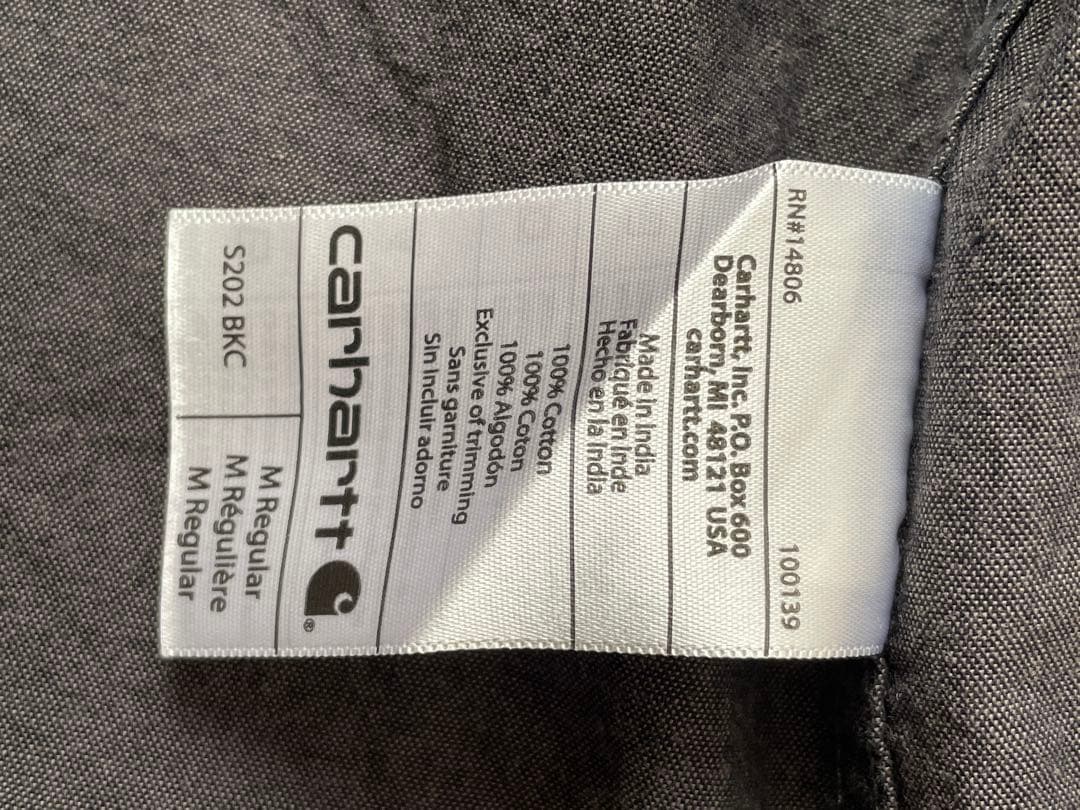 RN#14806 100139
Carhartt, Inc. P.O. Box 600
Dearborn, MI 48121 USA
carhartt.com
Made in India
Fabriqué en Inde
Hecho en la India
100% Cotton
100% Coton
100% Algodón
Exclusive of trimming
Sans garniture
Sin incluir adorno
carhartt ®
S202 BKC
M Regular
M Régulière
M Regular